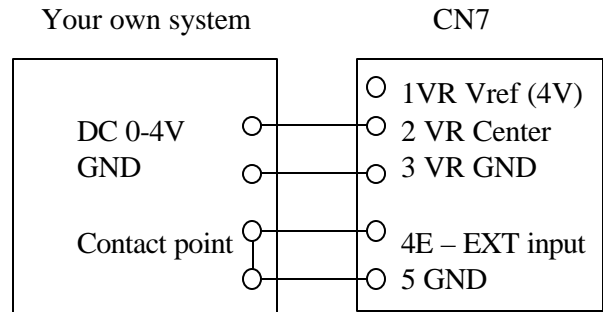 Your own system
CN7
1VR Vref (4V)
DC 0-4V
2 VR Center
GND
3 VR GND
Contact point
4E – EXT input
5 GND